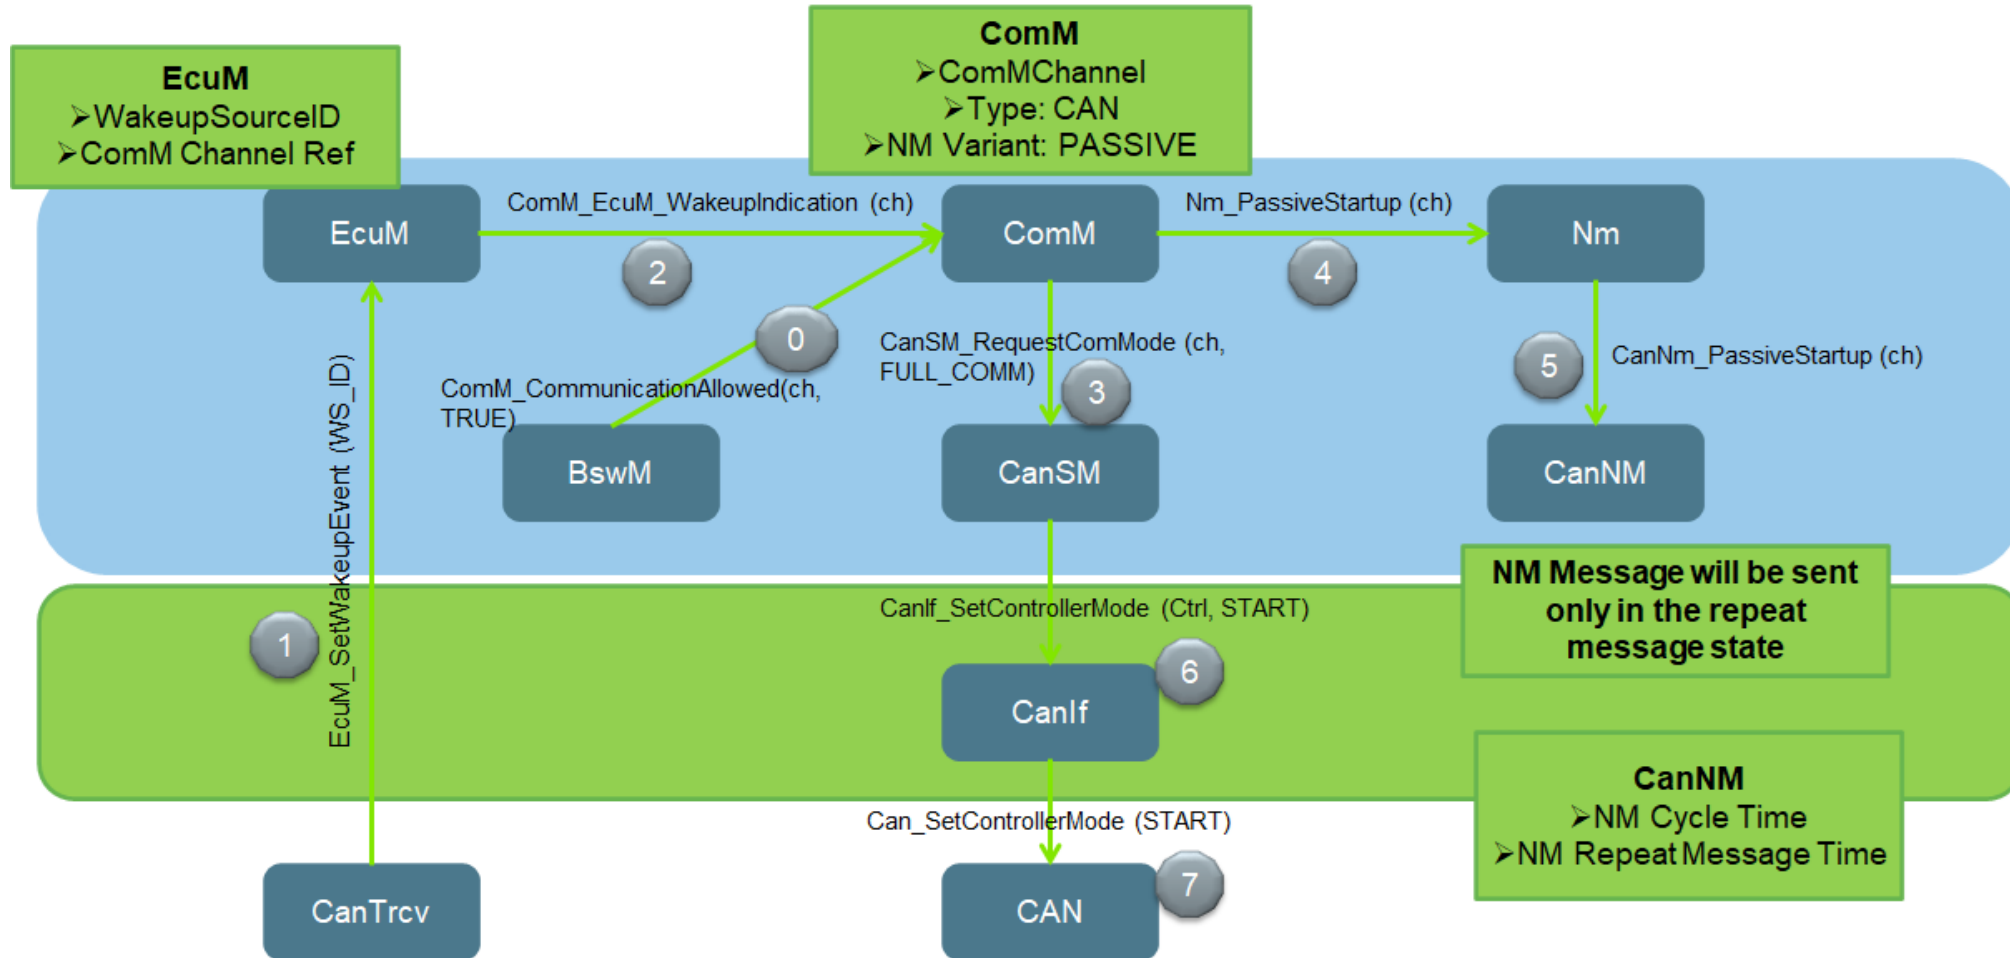 EcuM
➢WakeupSourceID
➢ComM Channel Ref
ComM
➢ComMChannel
➢Type: CAN
➢NM Variant: PASSIVE
EcuM
ComM_EcuM_WakeupIndication (ch)
2
ComM
Nm_PassiveStartup (ch)
4
Nm
0
ComM_CommunicationAllowed(ch,
TRUE)
BswM
CanSM_RequestComMode (ch,
FULL_COMM)
3
CanSM
5
CanNm_PassiveStartup (ch)
CanNM
EcuM_SetWakeupEvent (WS_ID)
1
CanIf_SetControllerMode (Ctrl, START)
6
CanIf
NM Message will be sent
only in the repeat
message state
CanNM
➢NM Cycle Time
➢NM Repeat Message Time
Can_SetControllerMode (START)
7
CanTrcv
CAN